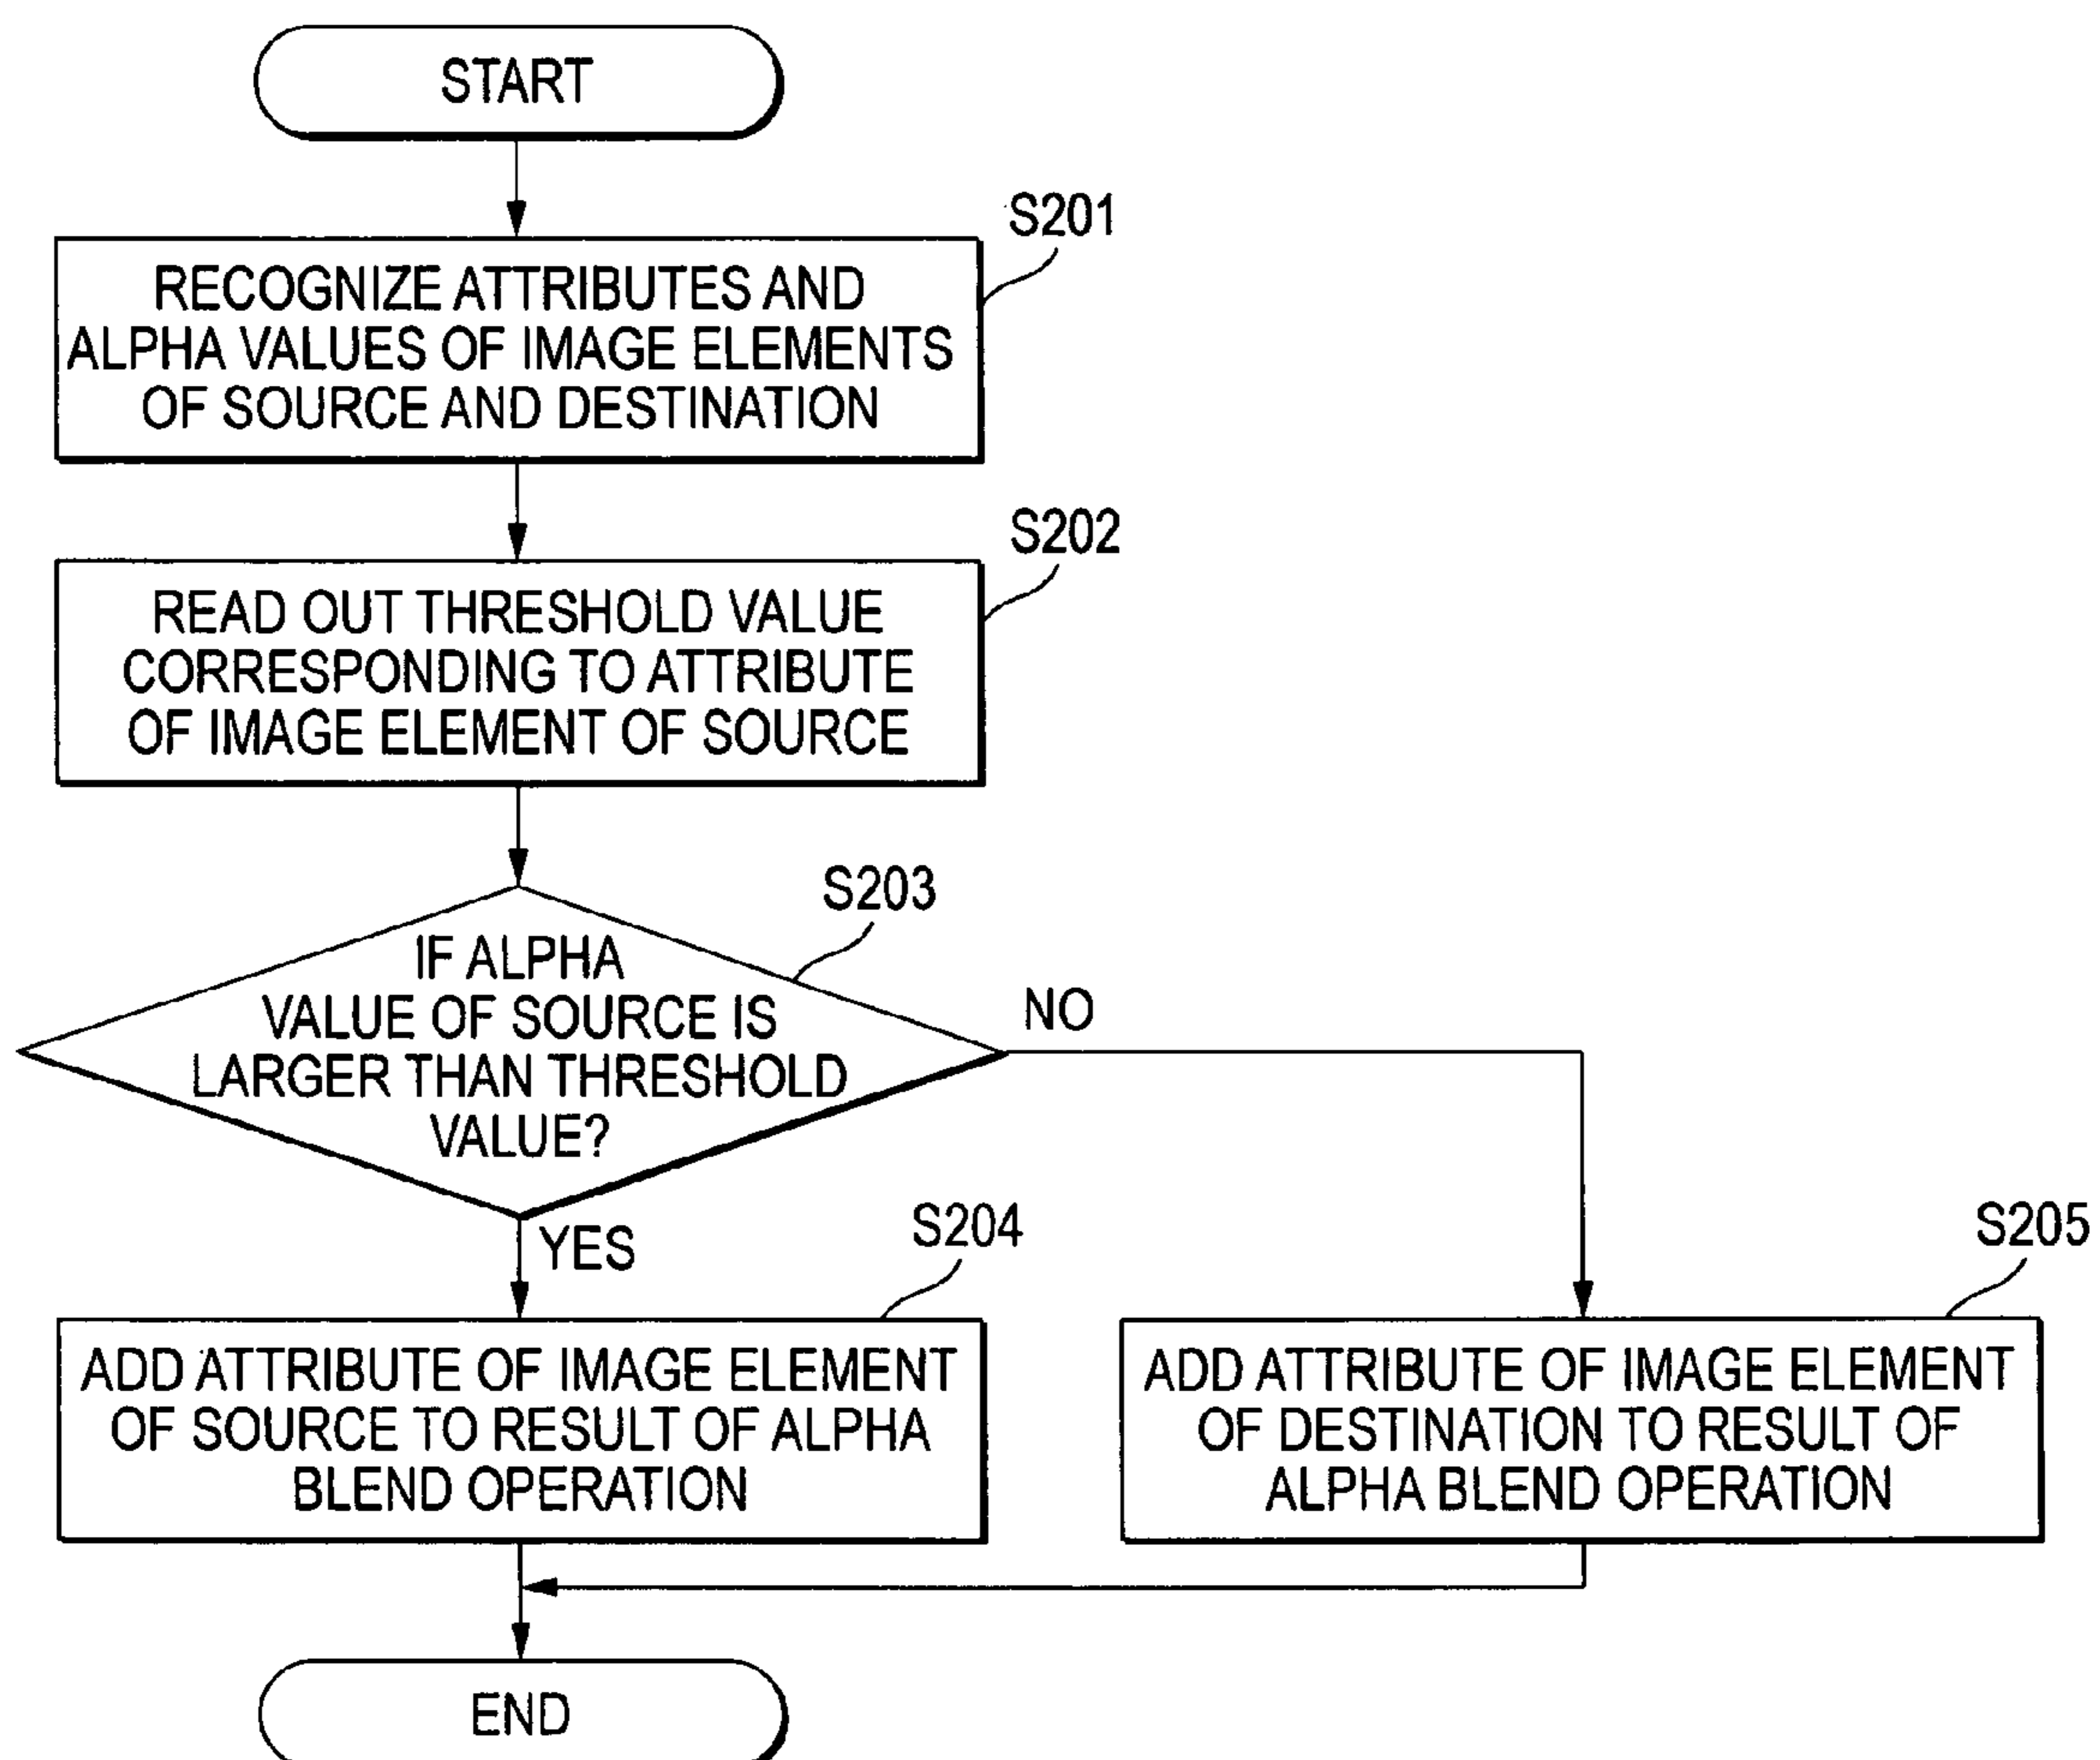 START
S201
RECOGNIZE ATTRIBUTES AND
ALPHA VALUES OF IMAGE ELEMENTS
OF SOURCE AND DESTINATION
S202
READ OUT THRESHOLD VALUE
CORRESPONDING TO ATTRIBUTE
OF IMAGE ELEMENT OF SOURCE
S203
IF ALPHA
VALUE OF SOURCE IS
LARGER THAN THRESHOLD
VALUE?
NO
YES
S204
ADD ATTRIBUTE OF IMAGE ELEMENT
OF SOURCE TO RESULT OF ALPHA
BLEND OPERATION
S205
ADD ATTRIBUTE OF IMAGE ELEMENT
OF DESTINATION TO RESULT OF
ALPHA BLEND OPERATION
END